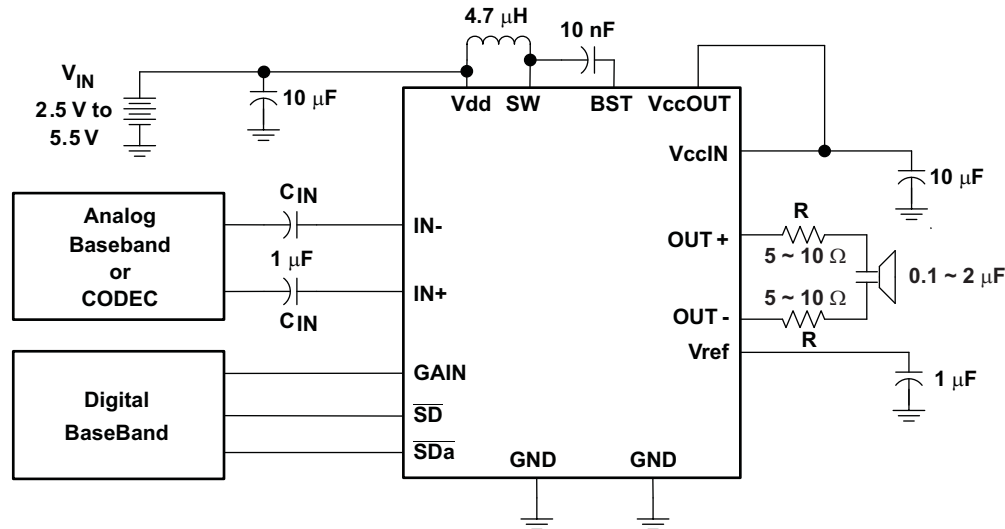 4.7 μH
10 nF
VIN
2.5 V to
5.5 V
10 μF
Vdd
SW
BST
VccOUT
VccIN
10 μF
Analog
Baseband
or
CODEC
CIN
1 μF
CIN
IN-
IN+
OUT +
R
5 ~ 10 Ω
0.1 ~ 2 μF
5 ~ 10 Ω
OUT -
R
Vref
1 μF
Digital
BaseBand
GAIN
S̅D̅
S̅D̅a̅
GND
GND